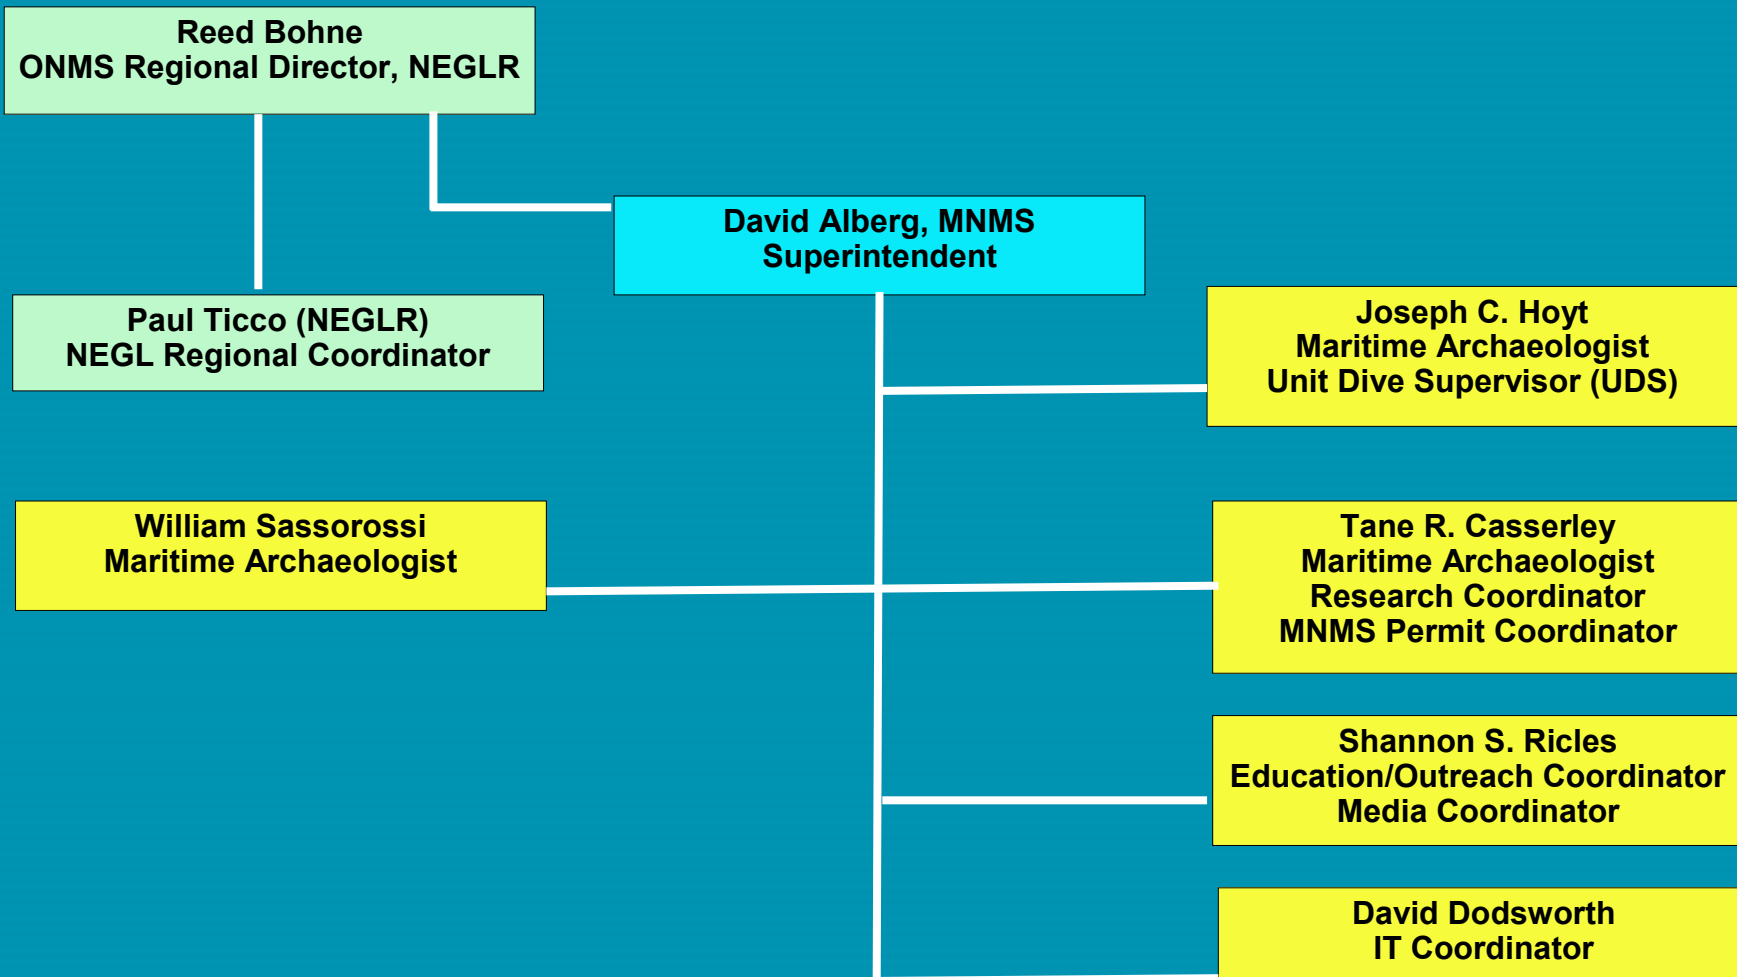 Reed Bohne
ONMS Regional Director, NEGLR
David Alberg, MNMS
Superintendent
Paul Ticco (NEGLR)
NEGL Regional Coordinator
Joseph C. Hoyt
Maritime Archaeologist
Unit Dive Supervisor (UDS)
William Sassorossi
Maritime Archaeologist
Tane R. Casserley
Maritime Archaeologist
Research Coordinator
MNMS Permit Coordinator
Shannon S. Ricles
Education/Outreach Coordinator
Media Coordinator
David Dodsworth
IT Coordinator